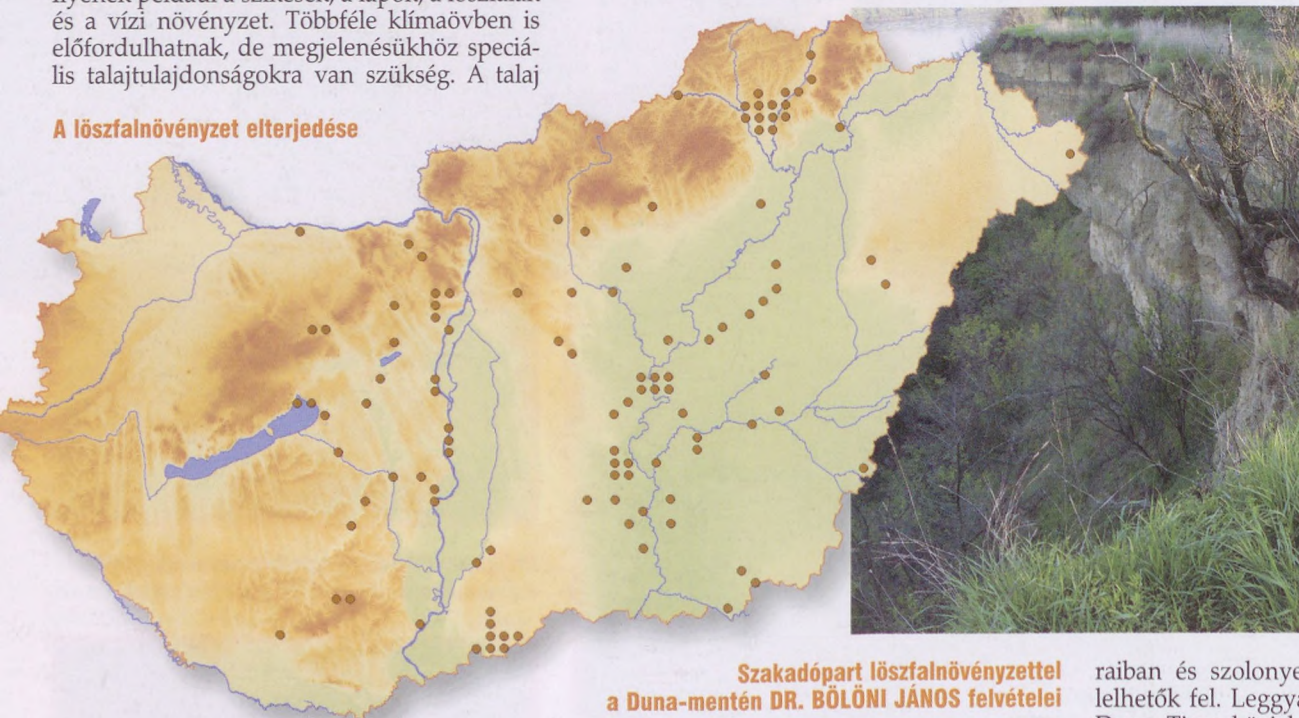 és a vízi növényzet. Többféle klímaövben is
előfordulhatnak, de megjelenésükhöz speciá-
lis talajtulajdonságokra van szükség. A talaj
A löszfalnövényzet elterjedése
Szakadópart löszfalnövényzettel
a Duna-mentén DR. BÖLÖNI JÁNOS felvételei
raiban és szolonye
lelhetők fel. Leggya